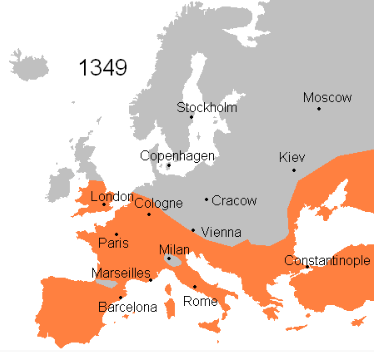 1349
Moscow
Stockholm
Copenhagen
Kiev
London
Cologne
Cracow
Vienna
Paris
Milan
Constantinople
Marseilles
Rome
Barcelona